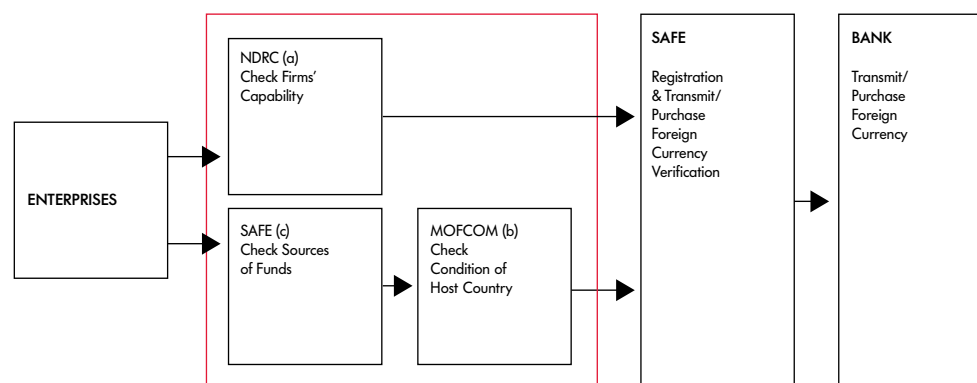 ENTERPRISES
NDRC (a)
Check Firms’
Capability
SAFE (c)
Check Sources
of Funds
MOFCOM (b)
Check
Condition of
Host Country
SAFE
Registration
& Transmit/
Purchase
Foreign
Currency
Verification
BANK
Transmit/
Purchase
Foreign
Currency